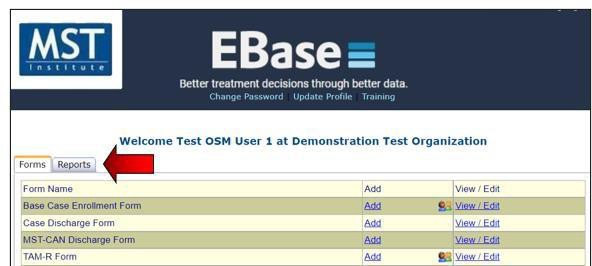 MST
Institute
EBase
Better treatment decisions through better data.
Change Password | Update Profile | Training
Welcome Test OSM User 1 at Demonstration Test Organization
Forms Reports
Form Name Add View / Edit
Base Case Enrollment Form Add View / Edit
Case Discharge Form Add View / Edit
MST-CAN Discharge Form Add View / Edit
TAM-R Form Add View / Edit